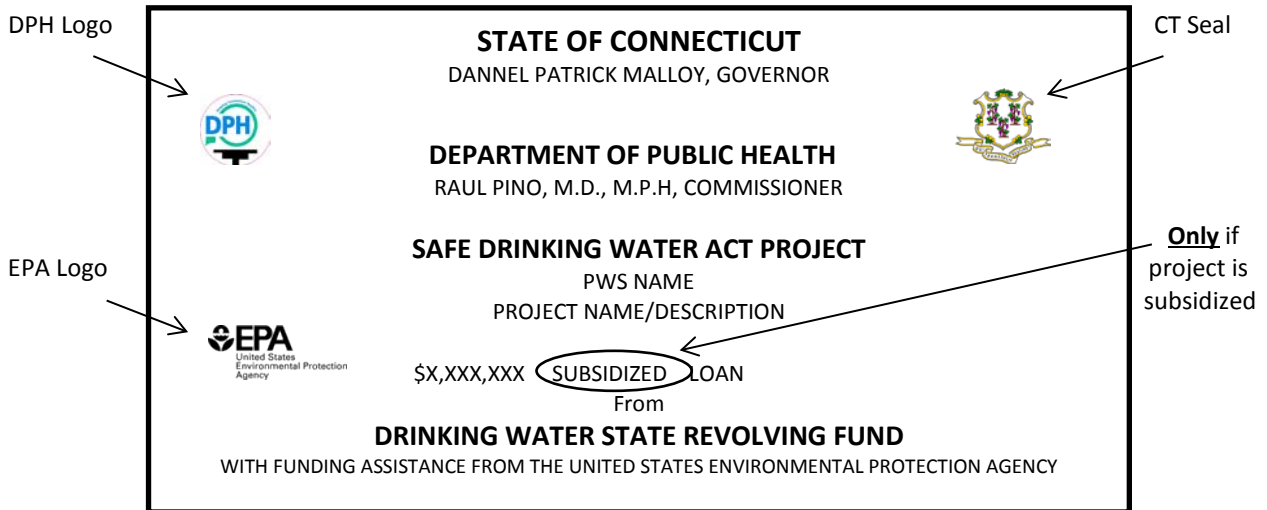 DPH Logo
STATE OF CONNECTICUT
CT Seal
DANNEL PATRICK MALLOY, GOVERNOR
DPH
DEPARTMENT OF PUBLIC HEALTH
RAUL PINO, M.D., M.P.H, COMMISSIONER
SAFE DRINKING WATER ACT PROJECT
Only if
project is
subsidized
EPA Logo
PWS NAME
PROJECT NAME/DESCRIPTION
EPA
United States
Environmental Protection
Agency
$X,XXX,XXX SUBSIDIZED LOAN
From
DRINKING WATER STATE REVOLVING FUND
WITH FUNDING ASSISTANCE FROM THE UNITED STATES ENVIRONMENTAL PROTECTION AGENCY